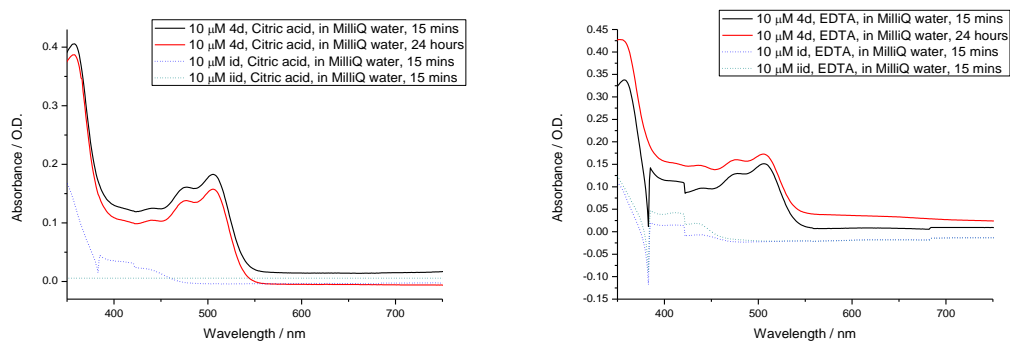 10 µM 4d, Citric acid, in MilliQ water, 15 mins
10 µM 4d, Citric acid, in MilliQ water, 24 hours
10 µM id, Citric acid, in MilliQ water, 15 mins
10 µM iid, Citric acid, in MilliQ water, 15 mins
0.4
0.3
0.2
0.1
0.0
Absorbance / O.D.
400
500
600
700
Wavelength / nm
10 µM 4d, EDTA, in MilliQ water, 15 mins
10 µM 4d, EDTA, in MilliQ water, 24 hours
10 µM id, EDTA, in MilliQ water, 15 mins
10 µM iid, EDTA, in MilliQ water, 15 mins
0.45
0.40
0.35
0.30
0.25
0.20
0.15
0.10
0.05
0.00
-0.05
-0.10
-0.15
Absorbance / O.D.
400
500
600
700
Wavelength / nm